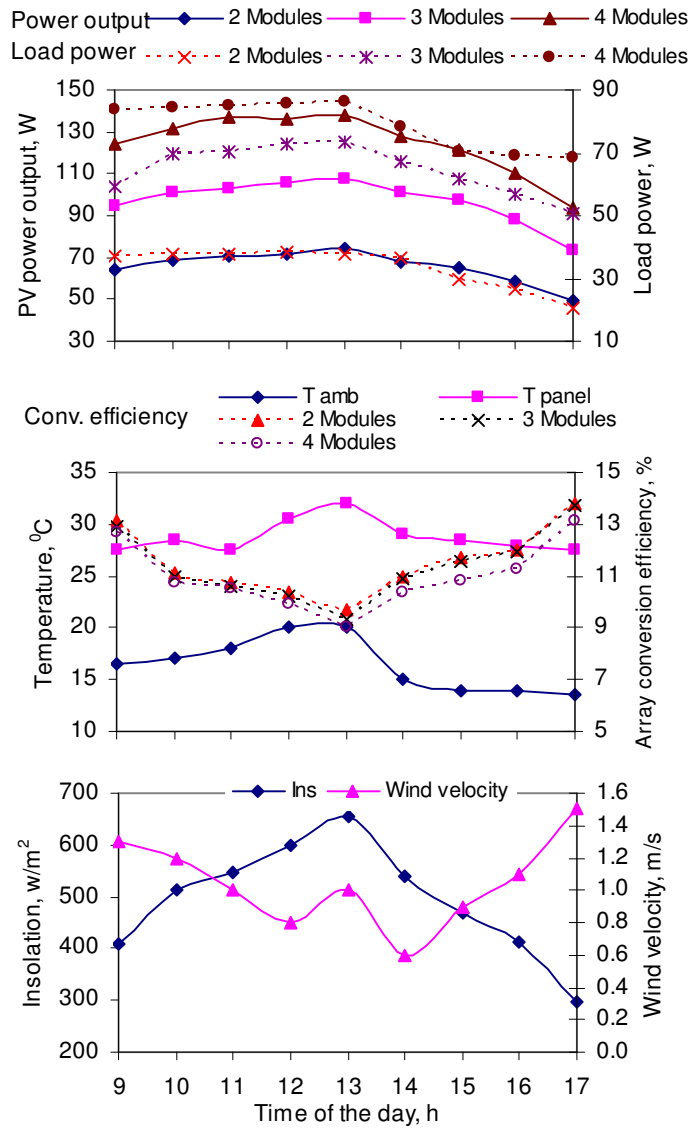 Power output 2 Modules 3 Modules 4 Modules
Load power 2 Modules 3 Modules 4 Modules
150 90
130
110 70
90 50
70
50 30
30 10
PV power output, W
Load power, W
T amb T panel
Conv. efficiency 2 Modules 3 Modules
4 Modules
35 15
30 13
25 11
20 9
15 7
10 5
Temperature, ⁰C
Array conversion efficiency, %
Ins Wind velocity
700 1.6
1.4
600 1.2
500 1.0
0.8
400 0.6
300 0.4
0.2
200 0.0
Insolation, w/m²
Wind velocity, m/s
9 10 11 12 13 14 15 16 17
Time of the day, h